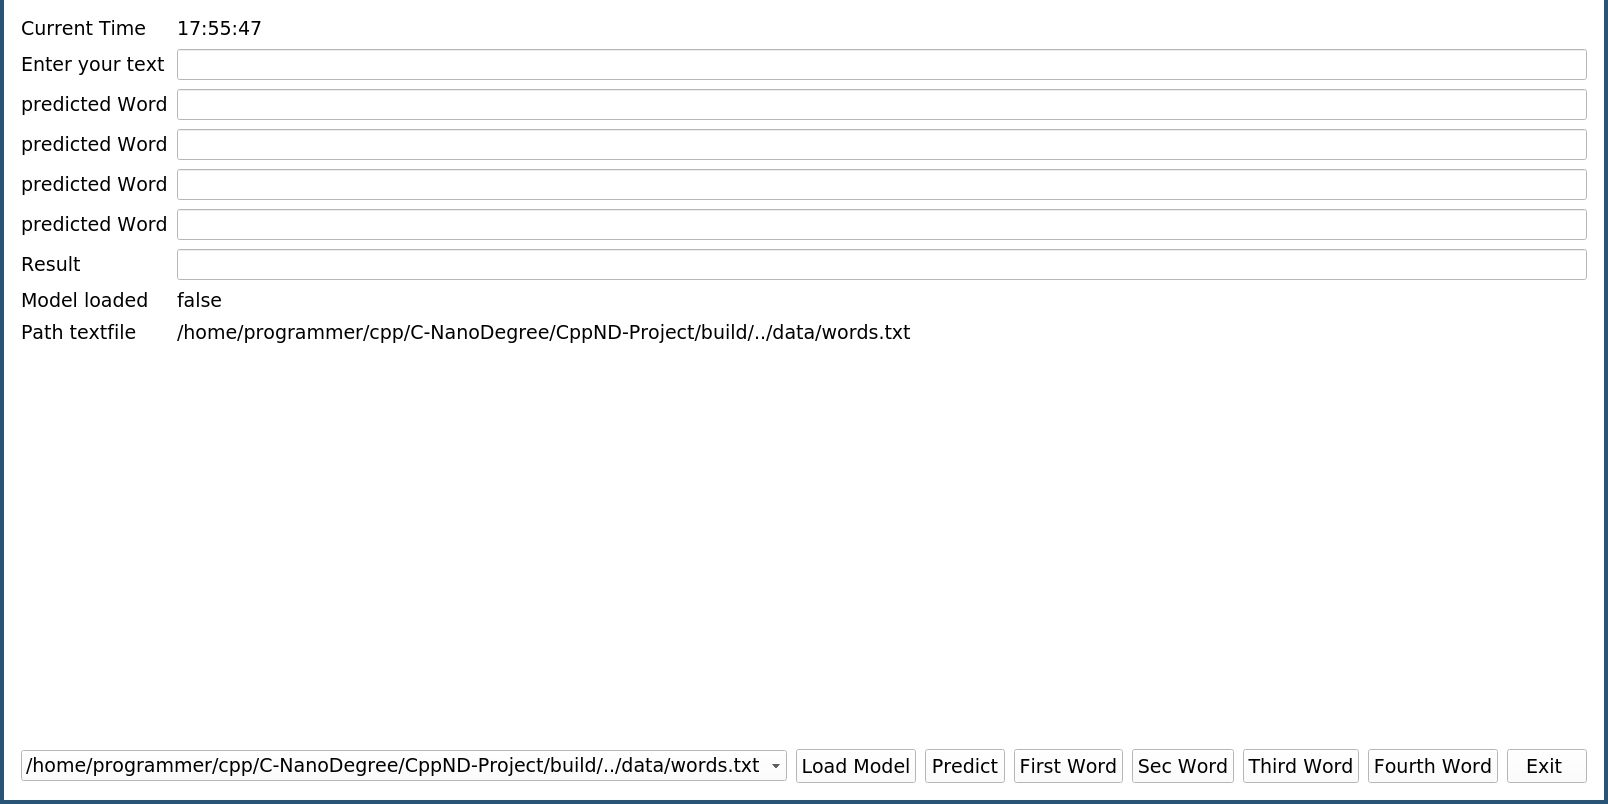 Current Time 17:55:47
Enter your text
predicted Word
predicted Word
predicted Word
predicted Word
Result
Model loaded false
Path textfile /home/programmer/cpp/C-NanoDegree/CppND-Project/build/../data/words.txt
/home/programmer/cpp/C-NanoDegree/CppND-Project/build/../data/words.txt Load Model Predict First Word Sec Word Third Word Fourth Word Exit